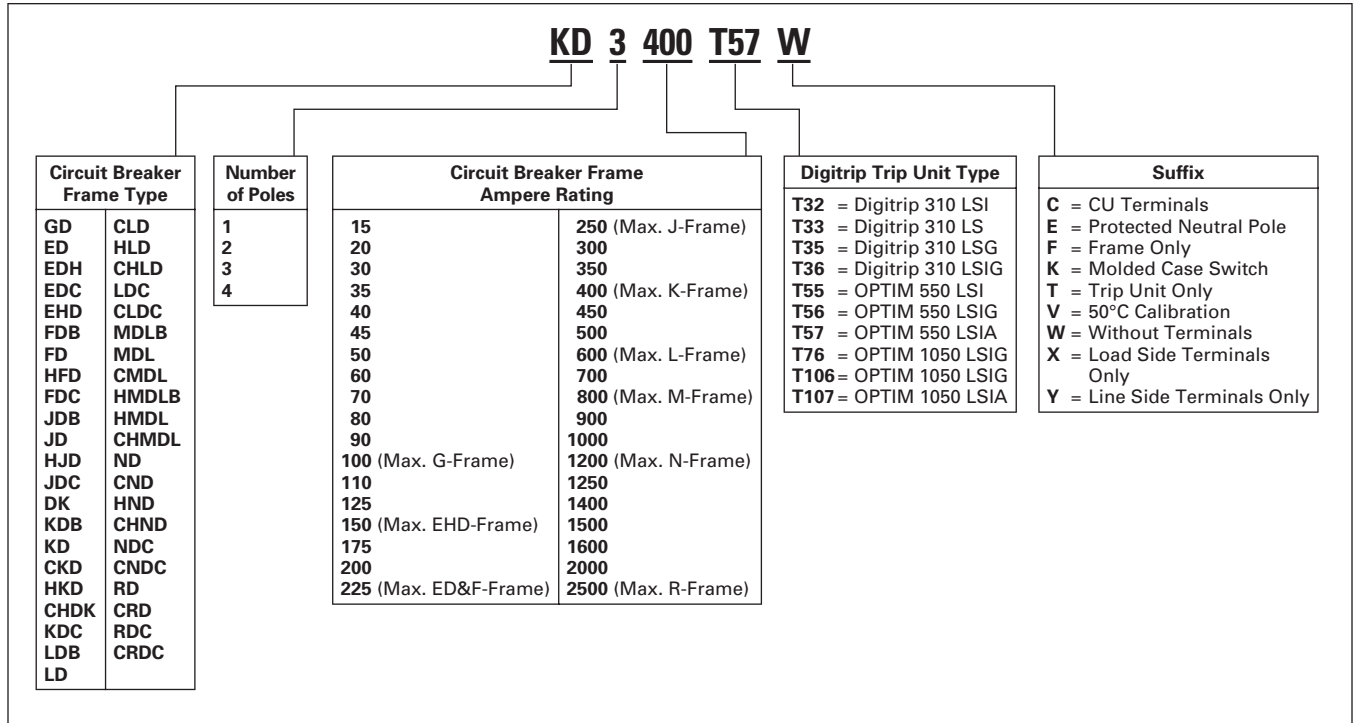 KD 3 400 T57 W
Circuit Breaker
Frame Type
GD
ED
EDH
EDC
EHD
FDB
FD
HFD
FDC
JDB
JD
HJD
JDC
DK
KDB
KD
CKD
HKD
CHDK
KDC
LDB
LD
CLD
HLD
CHLD
LDC
CLDC
MDLB
MDL
CMDL
HMDLB
HMDL
CHMDL
ND
CND
HND
CHND
NDC
CNDC
RD
CRD
RDC
CRDC
Number
of Poles
1
2
3
4
Circuit Breaker Frame
Ampere Rating
15
20
30
35
40
45
50
60
70
80
90
100 (Max. G-Frame)
110
125
150 (Max. EHD-Frame)
175
200
225 (Max. ED&F-Frame)
250 (Max. J-Frame)
300
350
400 (Max. K-Frame)
450
500
600 (Max. L-Frame)
700
800 (Max. M-Frame)
900
1000
1200 (Max. N-Frame)
1250
1400
1500
1600
2000
2500 (Max. R-Frame)
Digitrip Trip Unit Type
T32 = Digitrip 310 LSI
T33 = Digitrip 310 LS
T35 = Digitrip 310 LSG
T36 = Digitrip 310 LSIG
T55 = OPTIM 550 LSI
T56 = OPTIM 550 LSIG
T57 = OPTIM 550 LSIA
T76 = OPTIM 1050 LSIG
T106 = OPTIM 1050 LSIG
T107 = OPTIM 1050 LSIA
Suffix
C = CU Terminals
E = Protected Neutral Pole
F = Frame Only
K = Molded Case Switch
T = Trip Unit Only
V = 50°C Calibration
W = Without Terminals
X = Load Side Terminals
Only
Y = Line Side Terminals Only